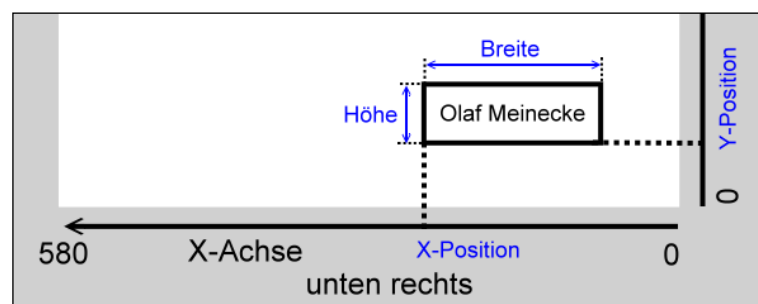 Breite
Höhe
Olaf Meinecke
Y-Position
0
580
X-Achse
X-Position
0
unten rechts